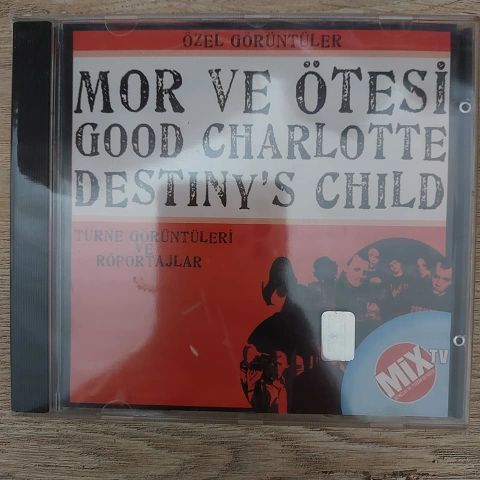 ÖZEL GÖRÜNTÜLER
MOR VE ÖTESİ
GOOD CHARLOTTE
DESTINY'S CHILD
TURNE GÖRÜNTÜLERİ
VE
RÖPORTAJLAR
MiX TV